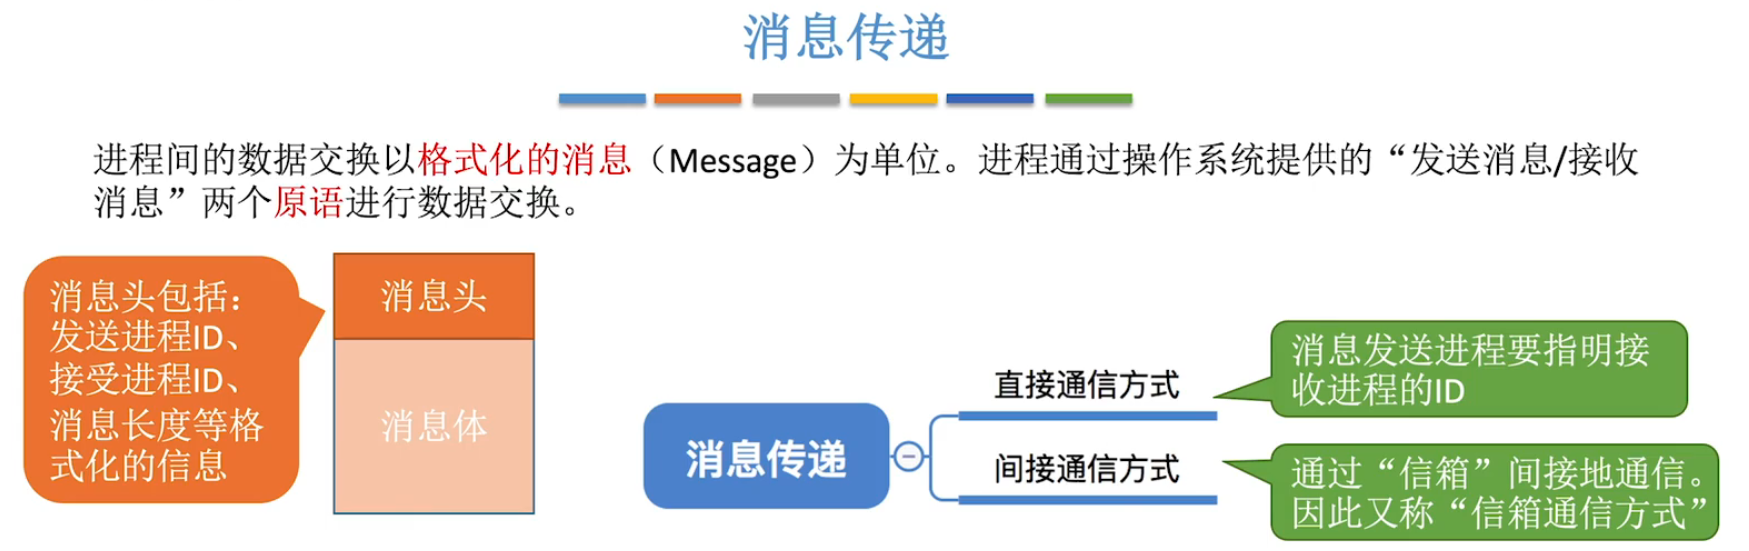 消息传递
进程间的数据交换以格式化的消息（Message）为单位。进程通过操作系统提供的“发送消息/接收
消息”两个原语进行数据交换。
消息头包括：
发送进程ID、
接受进程ID、
消息长度等格
式化的信息
消息头
消息体
消息传递
直接通信方式
消息发送进程要指明接
收进程的ID
间接通信方式
通过“信箱”间接地通信。
因此又称“信箱通信方式”